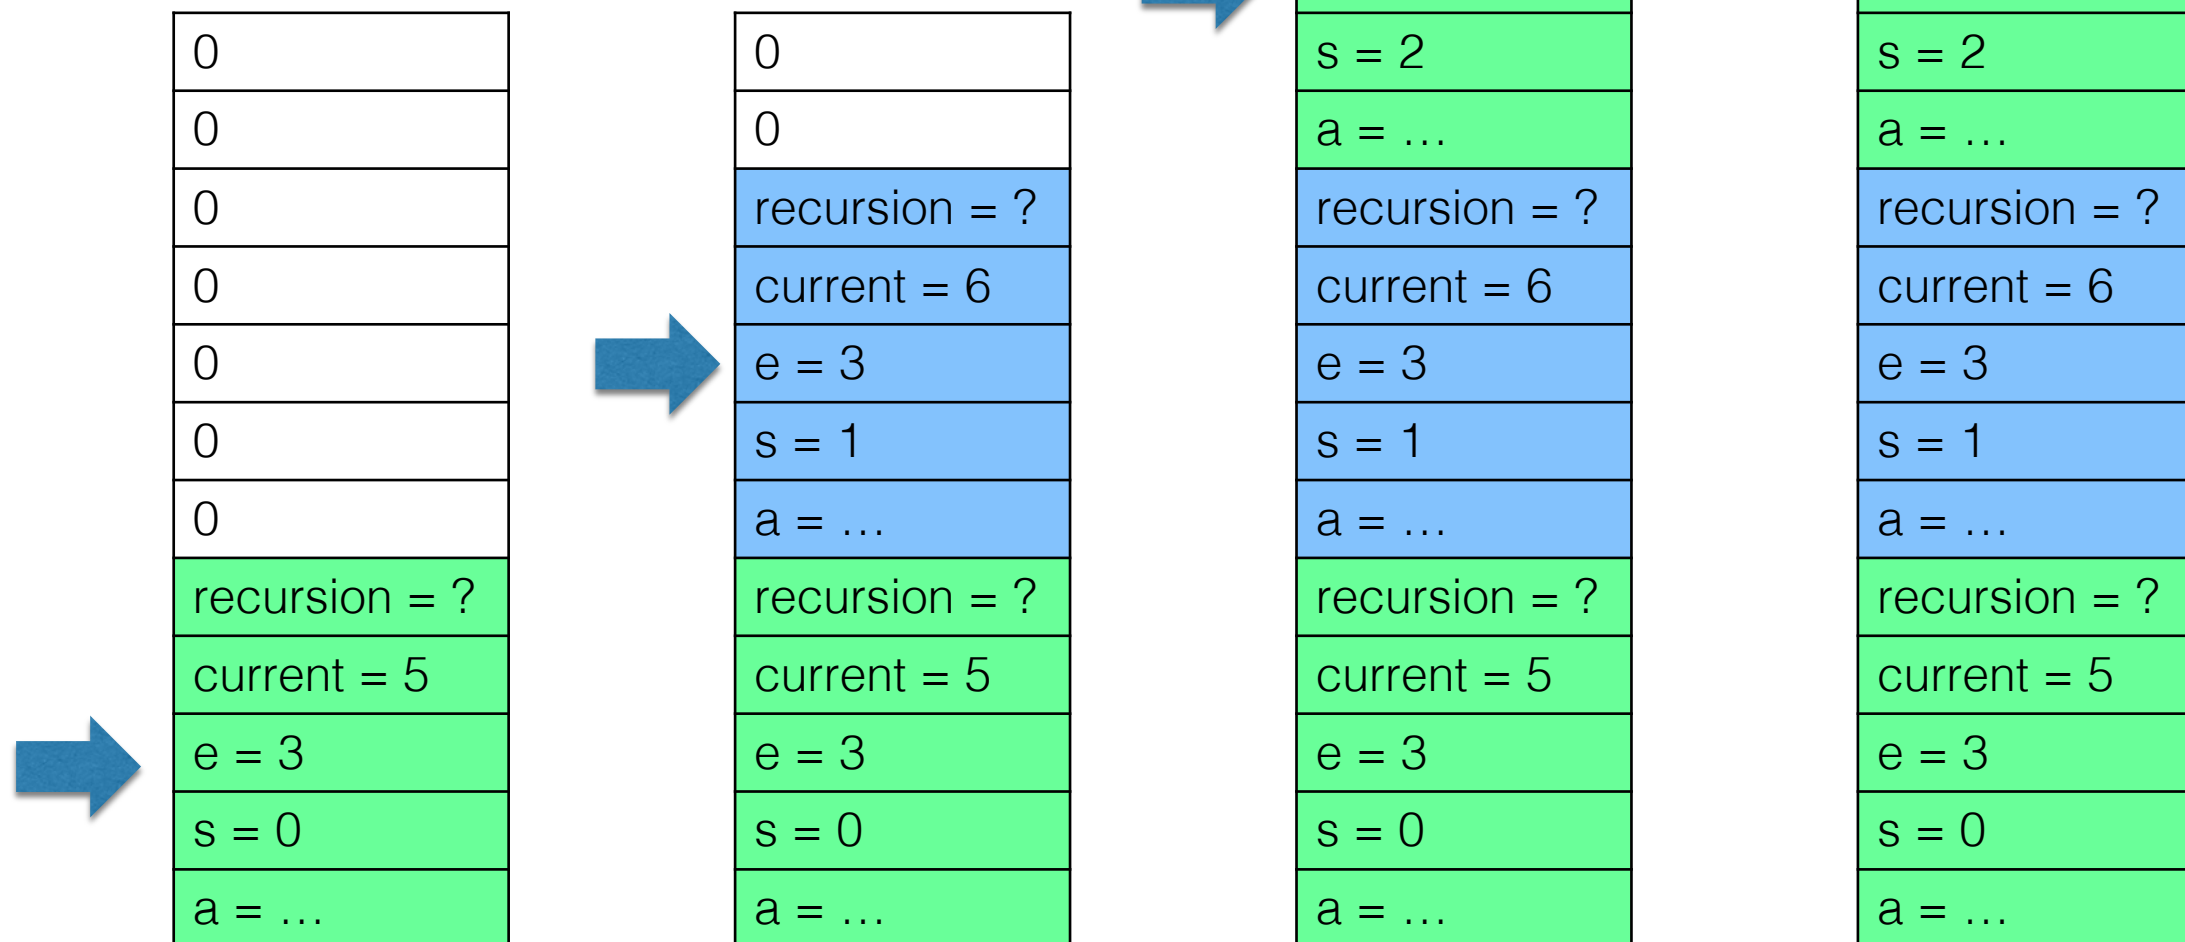 0
0
0
0
0
0
0
recursion = ?
current = 5
e = 3
s = 0
a = …
0
0
recursion = ?
current = 6
e = 3
s = 1
a = …
recursion = ?
current = 5
e = 3
s = 0
a = …
s = 2
a = …
recursion = ?
current = 6
e = 3
s = 1
a = …
recursion = ?
current = 5
e = 3
s = 0
a = …
s = 2
a = …
recursion = ?
current = 6
e = 3
s = 1
a = …
recursion = ?
current = 5
e = 3
s = 0
a = …